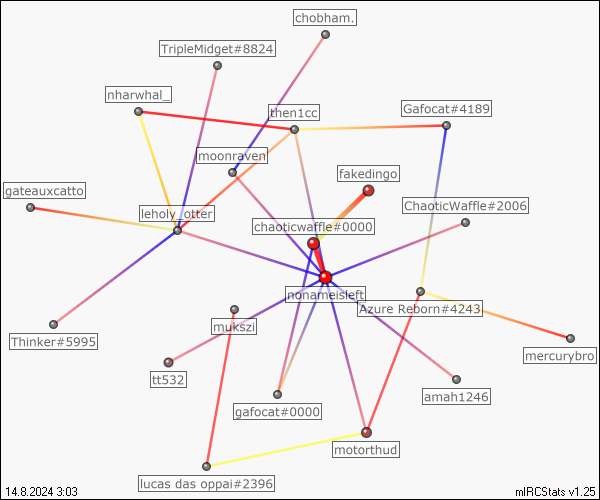 chobham.
TripleMidget#8824
nharwhal_
then1cc
Gafocat#4189
moonraven
fakedingo
gateauxcatto
leholy_otter
ChaoticWaffle#2006
chaoticwaffle#0000
nonameisleft
Azure Reborn#4243
mukszi
Thinker#5995
mercurybro
tt532
amah1246
gafocat#0000
motorthud
lucas das oppai#2396
14.8.2024 3:03
mIRCStats v1.25